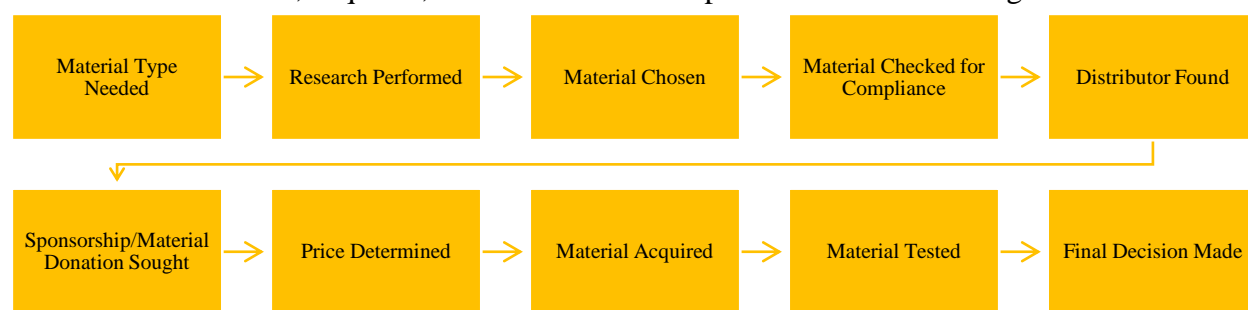 Material Type
Needed
Research Performed
Material Chosen
Material Checked for
Compliance
Distributor Found
Sponsorship/Material
Donation Sought
Price Determined
Material Acquired
Material Tested
Final Decision Made